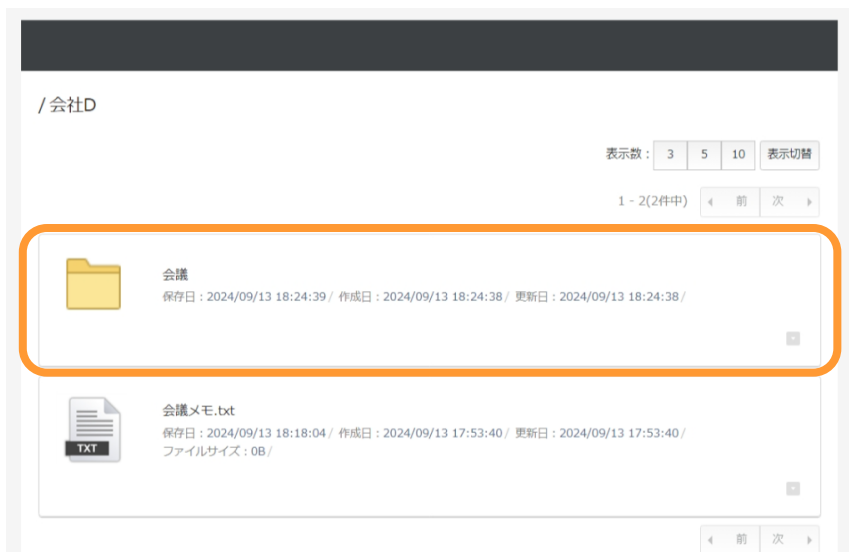 / 会社D
表示数 : 3 5 10 表示切替
1 - 2(2件中) 前 次
会議
保存日 : 2024/09/13 18:24:39 / 作成日 : 2024/09/13 18:24:38 / 更新日 : 2024/09/13 18:24:38 /
会議メモ.txt
TXT
保存日 : 2024/09/13 18:18:04 / 作成日 : 2024/09/13 17:53:40 / 更新日 : 2024/09/13 17:53:40 /
ファイルサイズ : 0B /
前 次